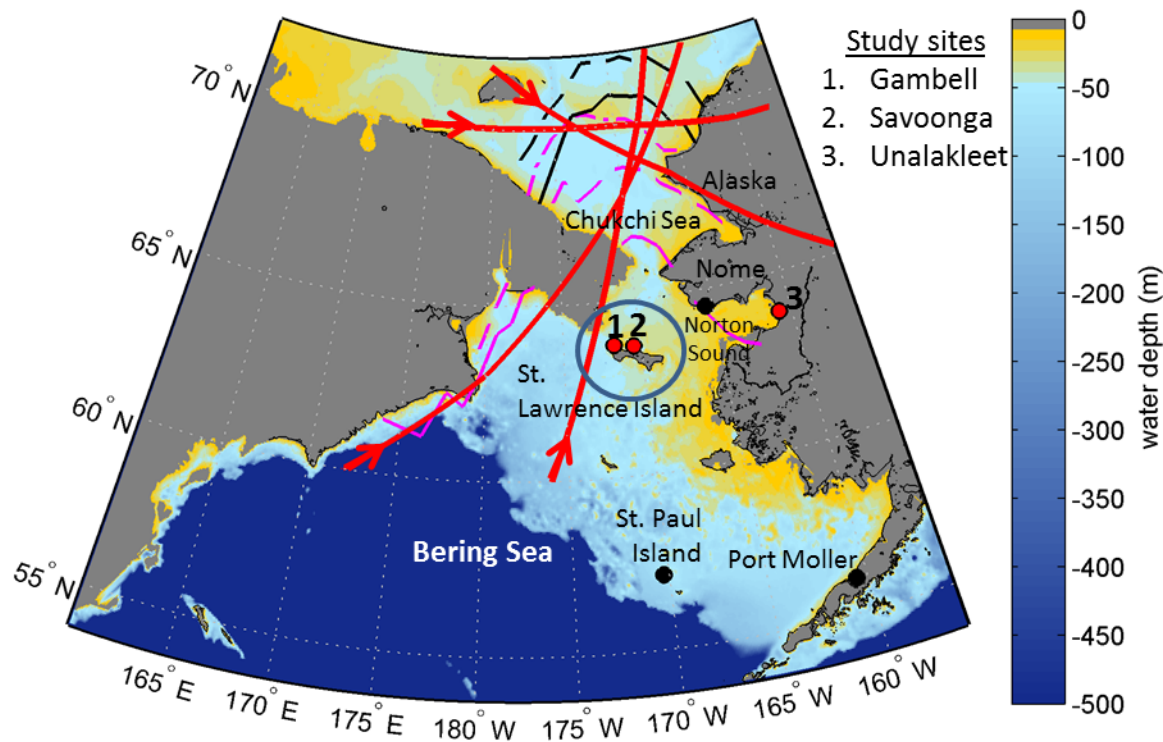 Study sites
1. Gambell
2. Savoonga
3. Unalakleet
70° N
65° N
60° N
55° N
165° E
170° E
175° E
180° W
175° W
170° W
165° W
160° W
Alaska
Chukchi Sea
Nome
3
Norton
Sound
1 2
St.
Lawrence Island
St. Paul
Island
Port Moller
Bering Sea
0
-50
-100
-150
-200
-250
-300
-350
-400
-450
-500
water depth (m)